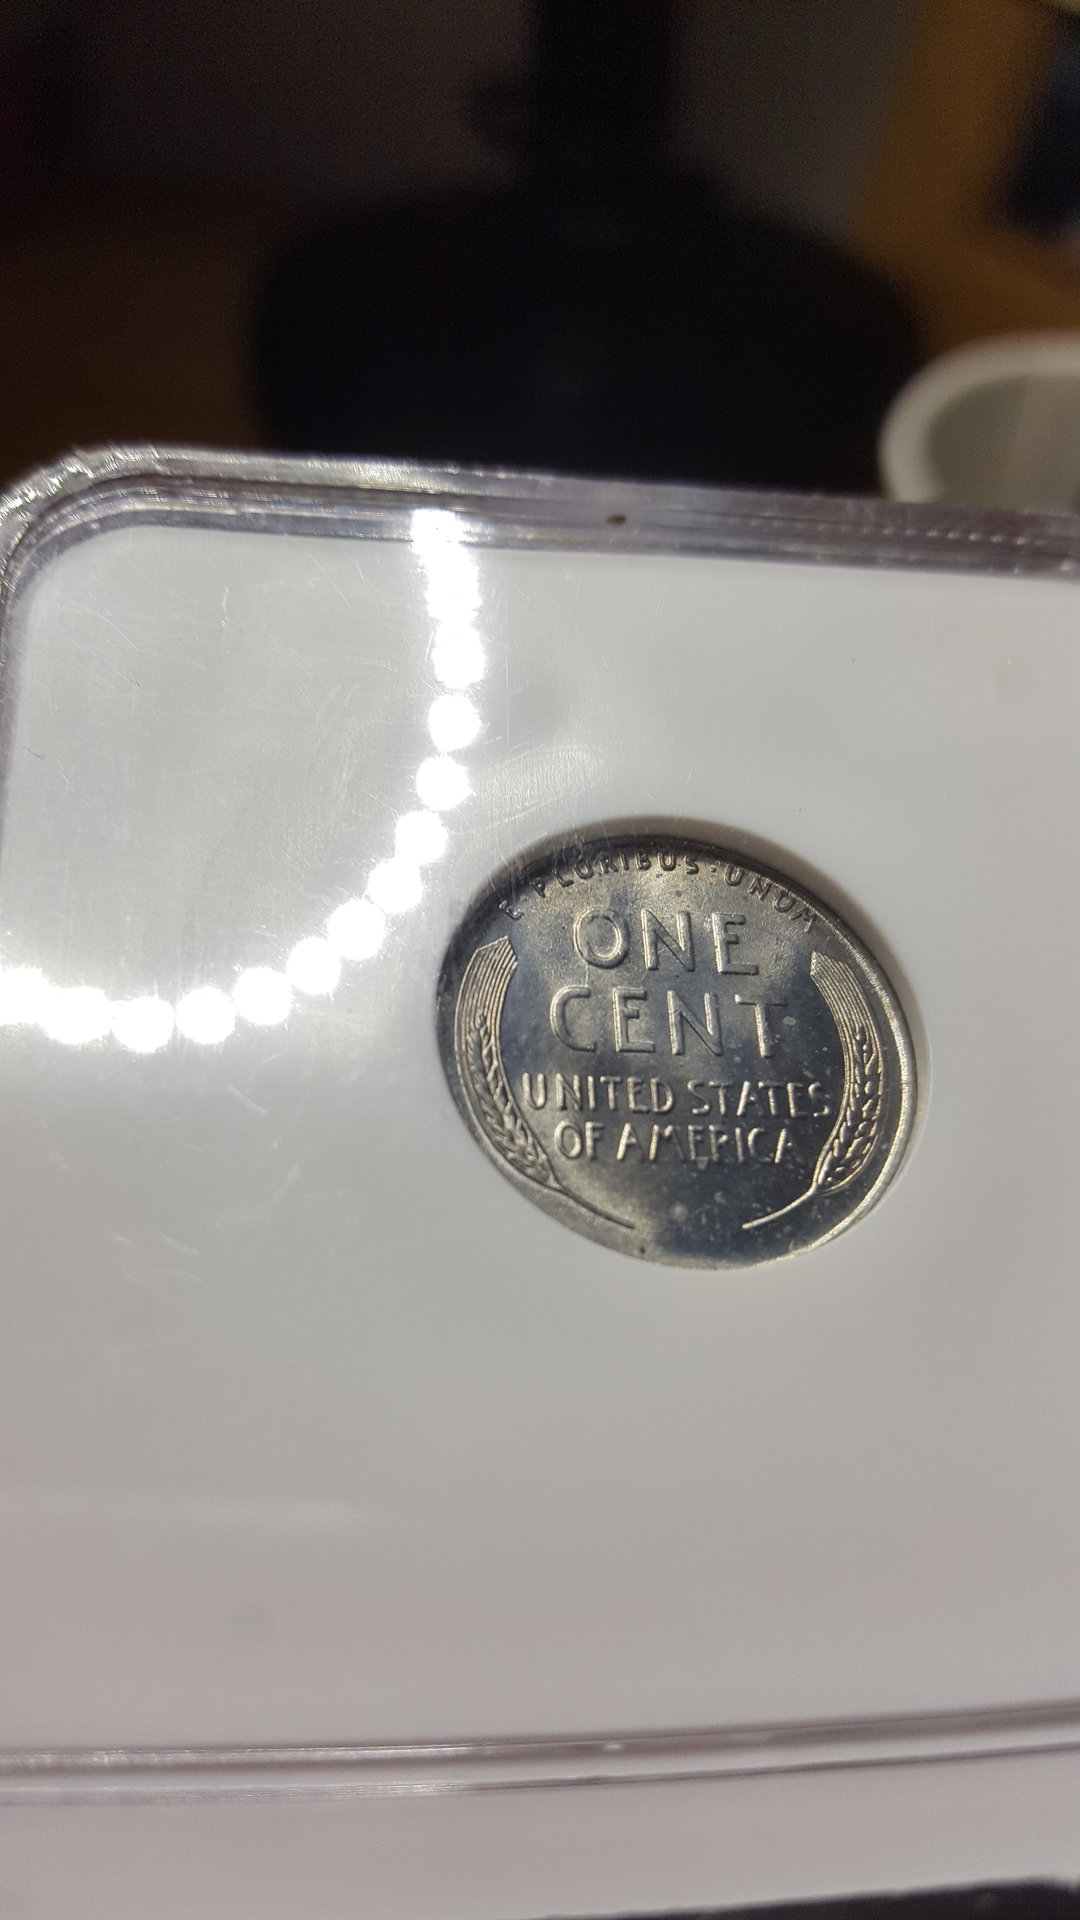 E·PLURIBUS·UNUM
ONE
CENT
UNITED STATES
OF AMERICA